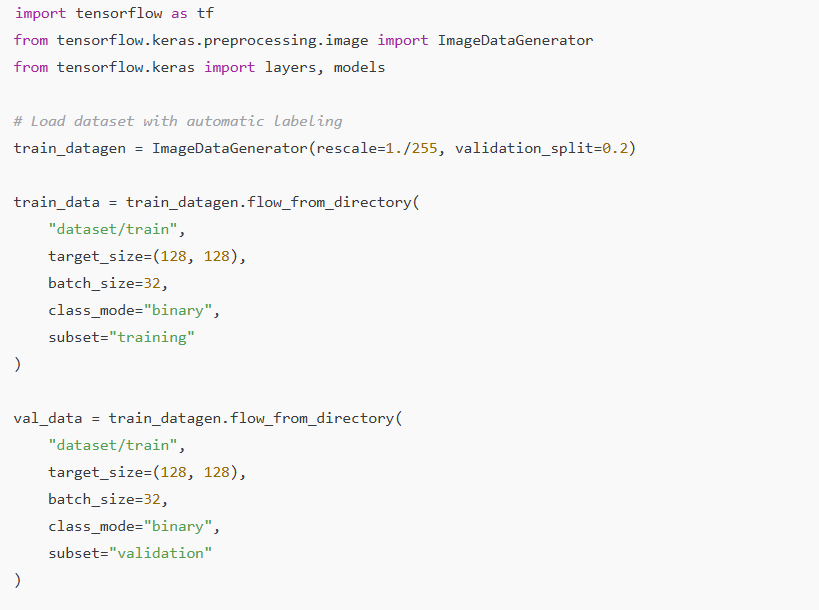 import tensorflow as tf
from tensorflow.keras.preprocessing.image import ImageDataGenerator
from tensorflow.keras import layers, models
# Load dataset with automatic labeling
train_datagen = ImageDataGenerator(rescale=1./255, validation_split=0.2)
train_data = train_datagen.flow_from_directory(
    "dataset/train",
    target_size=(128, 128),
    batch_size=32,
    class_mode="binary",
    subset="training"
)
val_data = train_datagen.flow_from_directory(
    "dataset/train",
    target_size=(128, 128),
    batch_size=32,
    class_mode="binary",
    subset="validation"
)